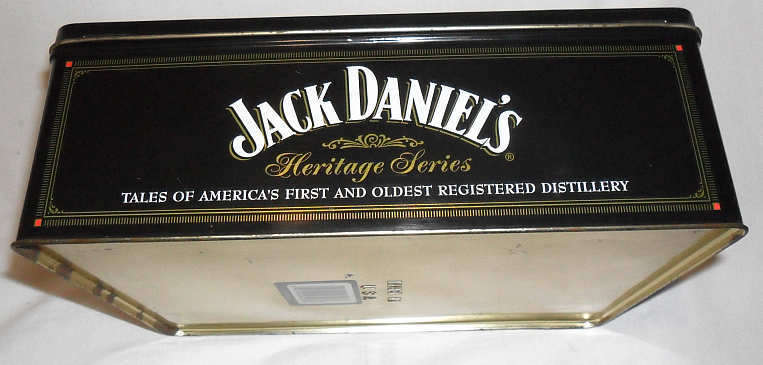 JACK DANIEL'S
®
Heritage Series
TALES OF AMERICA'S FIRST AND OLDEST REGISTERED DISTILLERY
U.S.A.